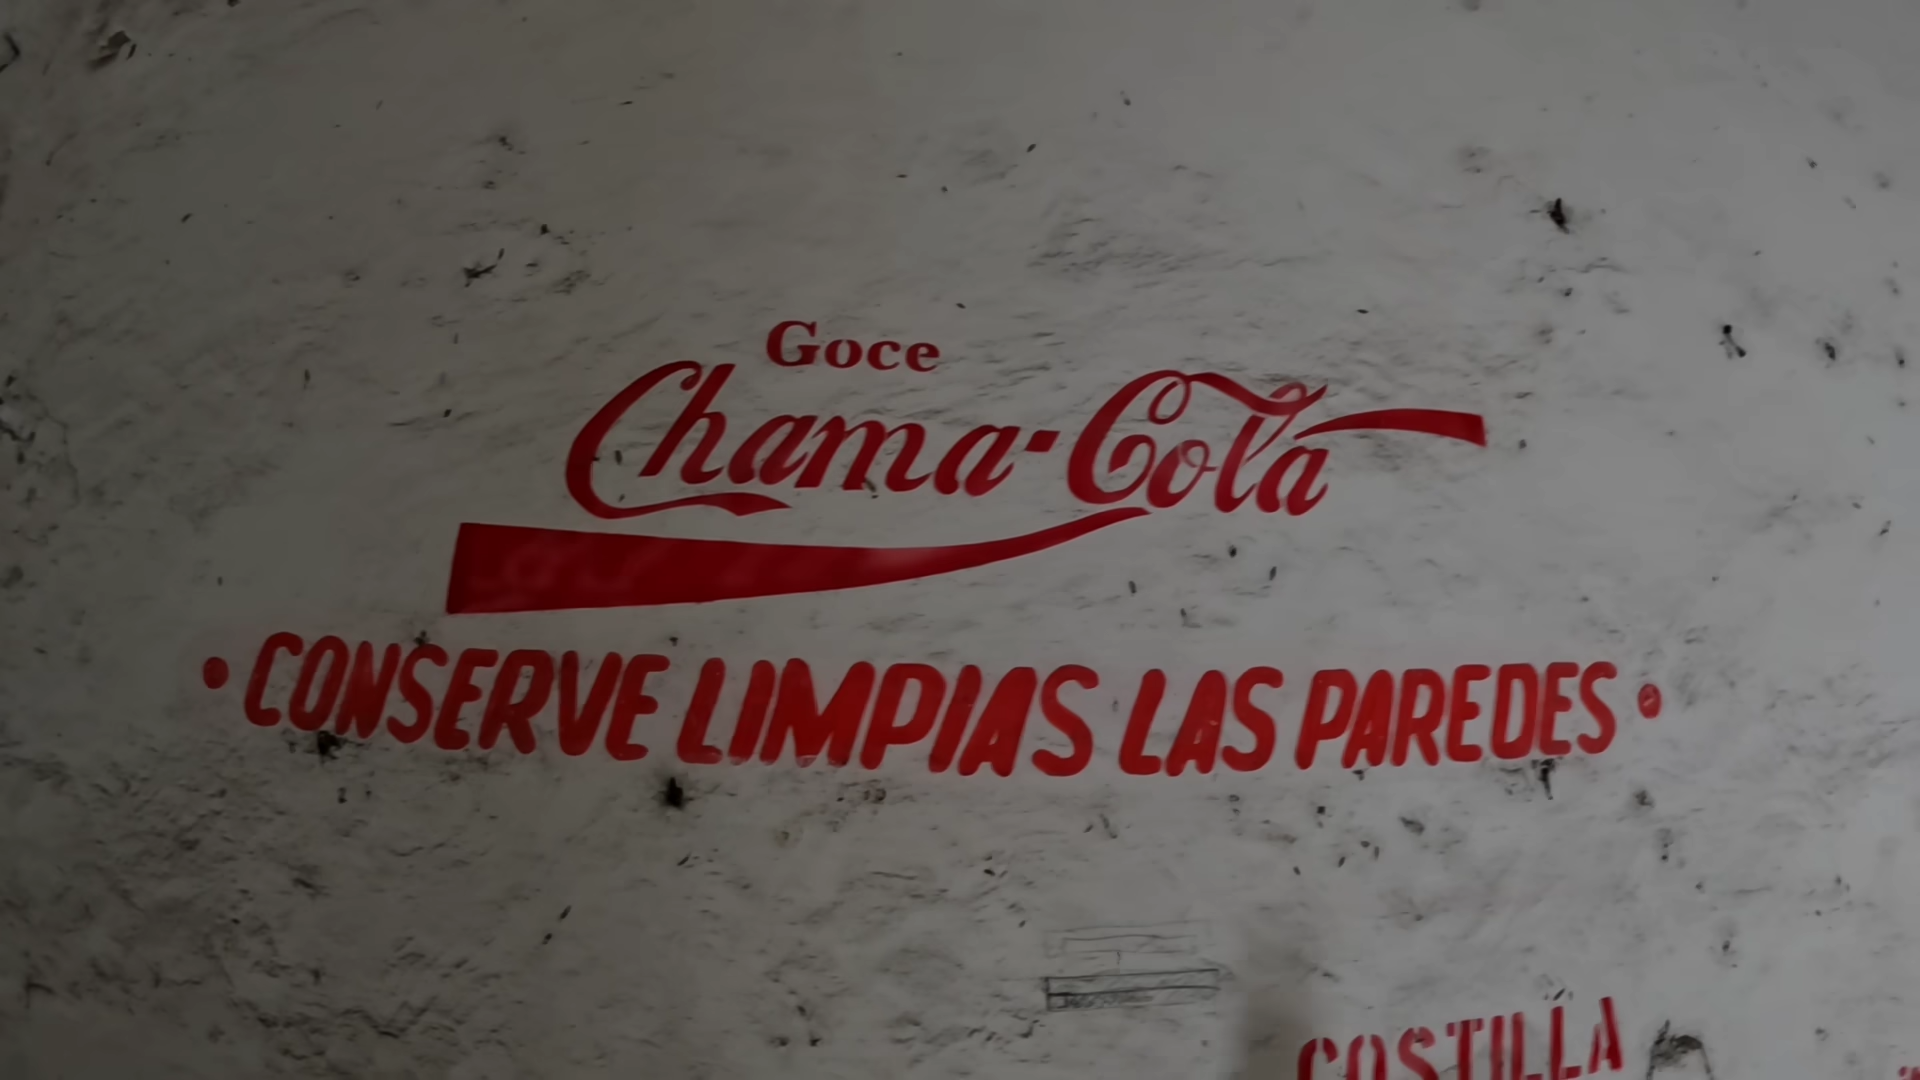 Goce
Chama-Cola
• CONSERVE LIMPIAS LAS PAREDES •
COSTILLA